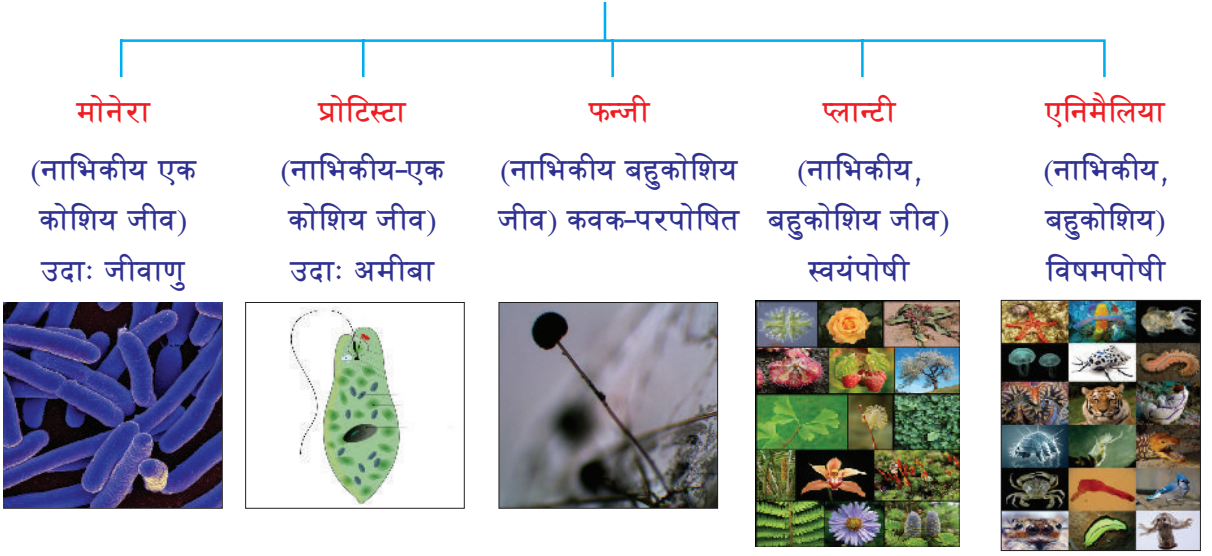 मोनेरा
(नाभिकीय एक
कोशिय जीव)
उदाः जीवाणु
प्रोटिस्टा
(नाभिकीय-एक
कोशिय जीव)
उदाः अमीबा
फन्जी
(नाभिकीय बहुकोशिय
जीव) कवक-परपोषित
प्लान्टी
(नाभिकीय,
बहुकोशिय जीव)
स्वयंपोषी
एनिमैलिया
(नाभिकीय,
बहुकोशिय)
विषमपोषी